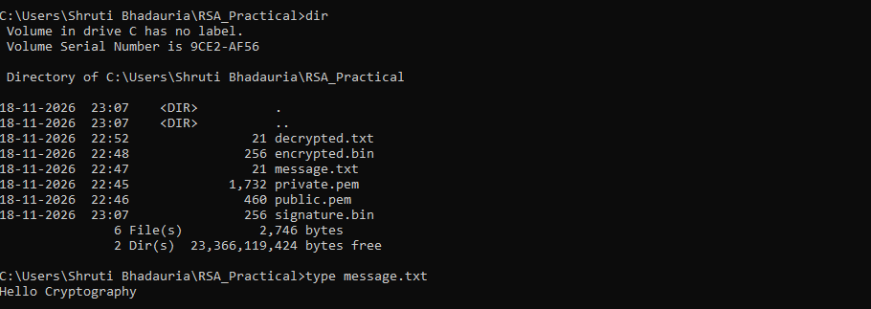 C:\Users\Shruti Bhadauria\RSA_Practical>dir
 Volume in drive C has no label.
 Volume Serial Number is 9CE2-AF56

 Directory of C:\Users\Shruti Bhadauria\RSA_Practical

18-11-2026  23:07    <DIR>          .
18-11-2026  23:07    <DIR>          ..
18-11-2026  22:52                21 decrypted.txt
18-11-2026  22:48               256 encrypted.bin
18-11-2026  22:47                21 message.txt
18-11-2026  22:45             1,732 private.pem
18-11-2026  22:46               460 public.pem
18-11-2026  23:07               256 signature.bin
               6 File(s)          2,746 bytes
               2 Dir(s)  23,366,119,424 bytes free

C:\Users\Shruti Bhadauria\RSA_Practical>type message.txt
Hello Cryptography